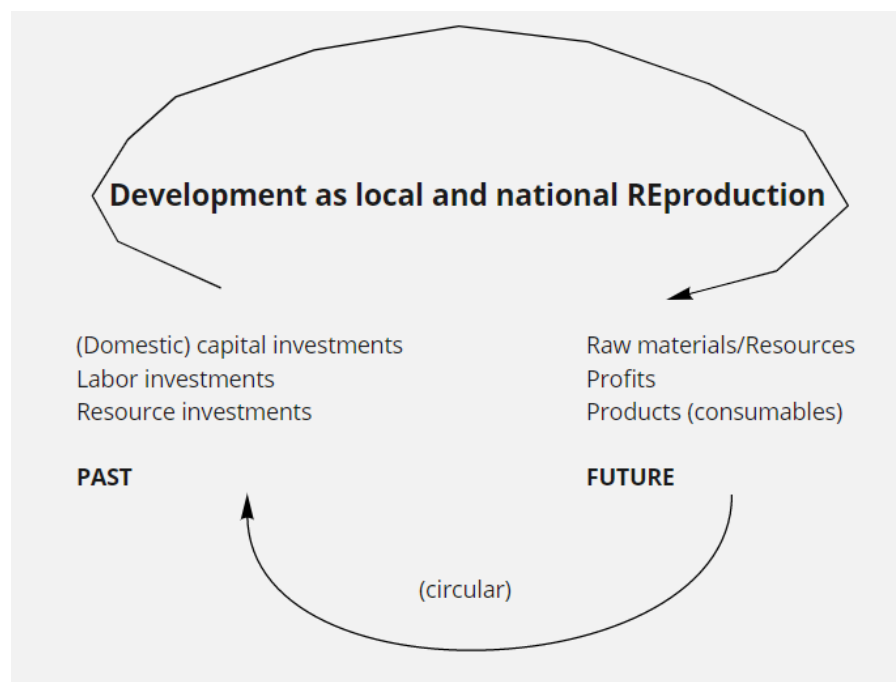 Development as local and national REproduction
(Domestic) capital investments
Labor investments
Resource investments
PAST
Raw materials/Resources
Profits
Products (consumables)
FUTURE
(circular)